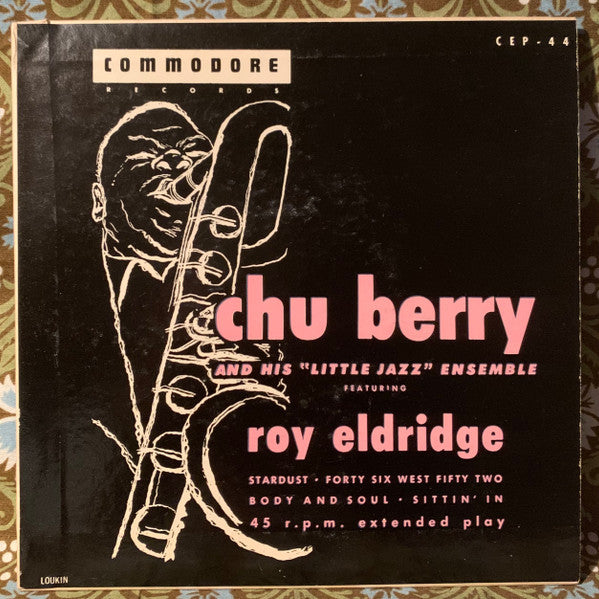 CEP-44
COMMODORE
RECORDS
chu berry
AND HIS "LITTLE JAZZ" ENSEMBLE
FEATURING
roy eldridge
STARDUST · FORTY SIX WEST FIFTY TWO
BODY AND SOUL · SITTIN' IN
45 r.p.m. extended play
LOUKIN